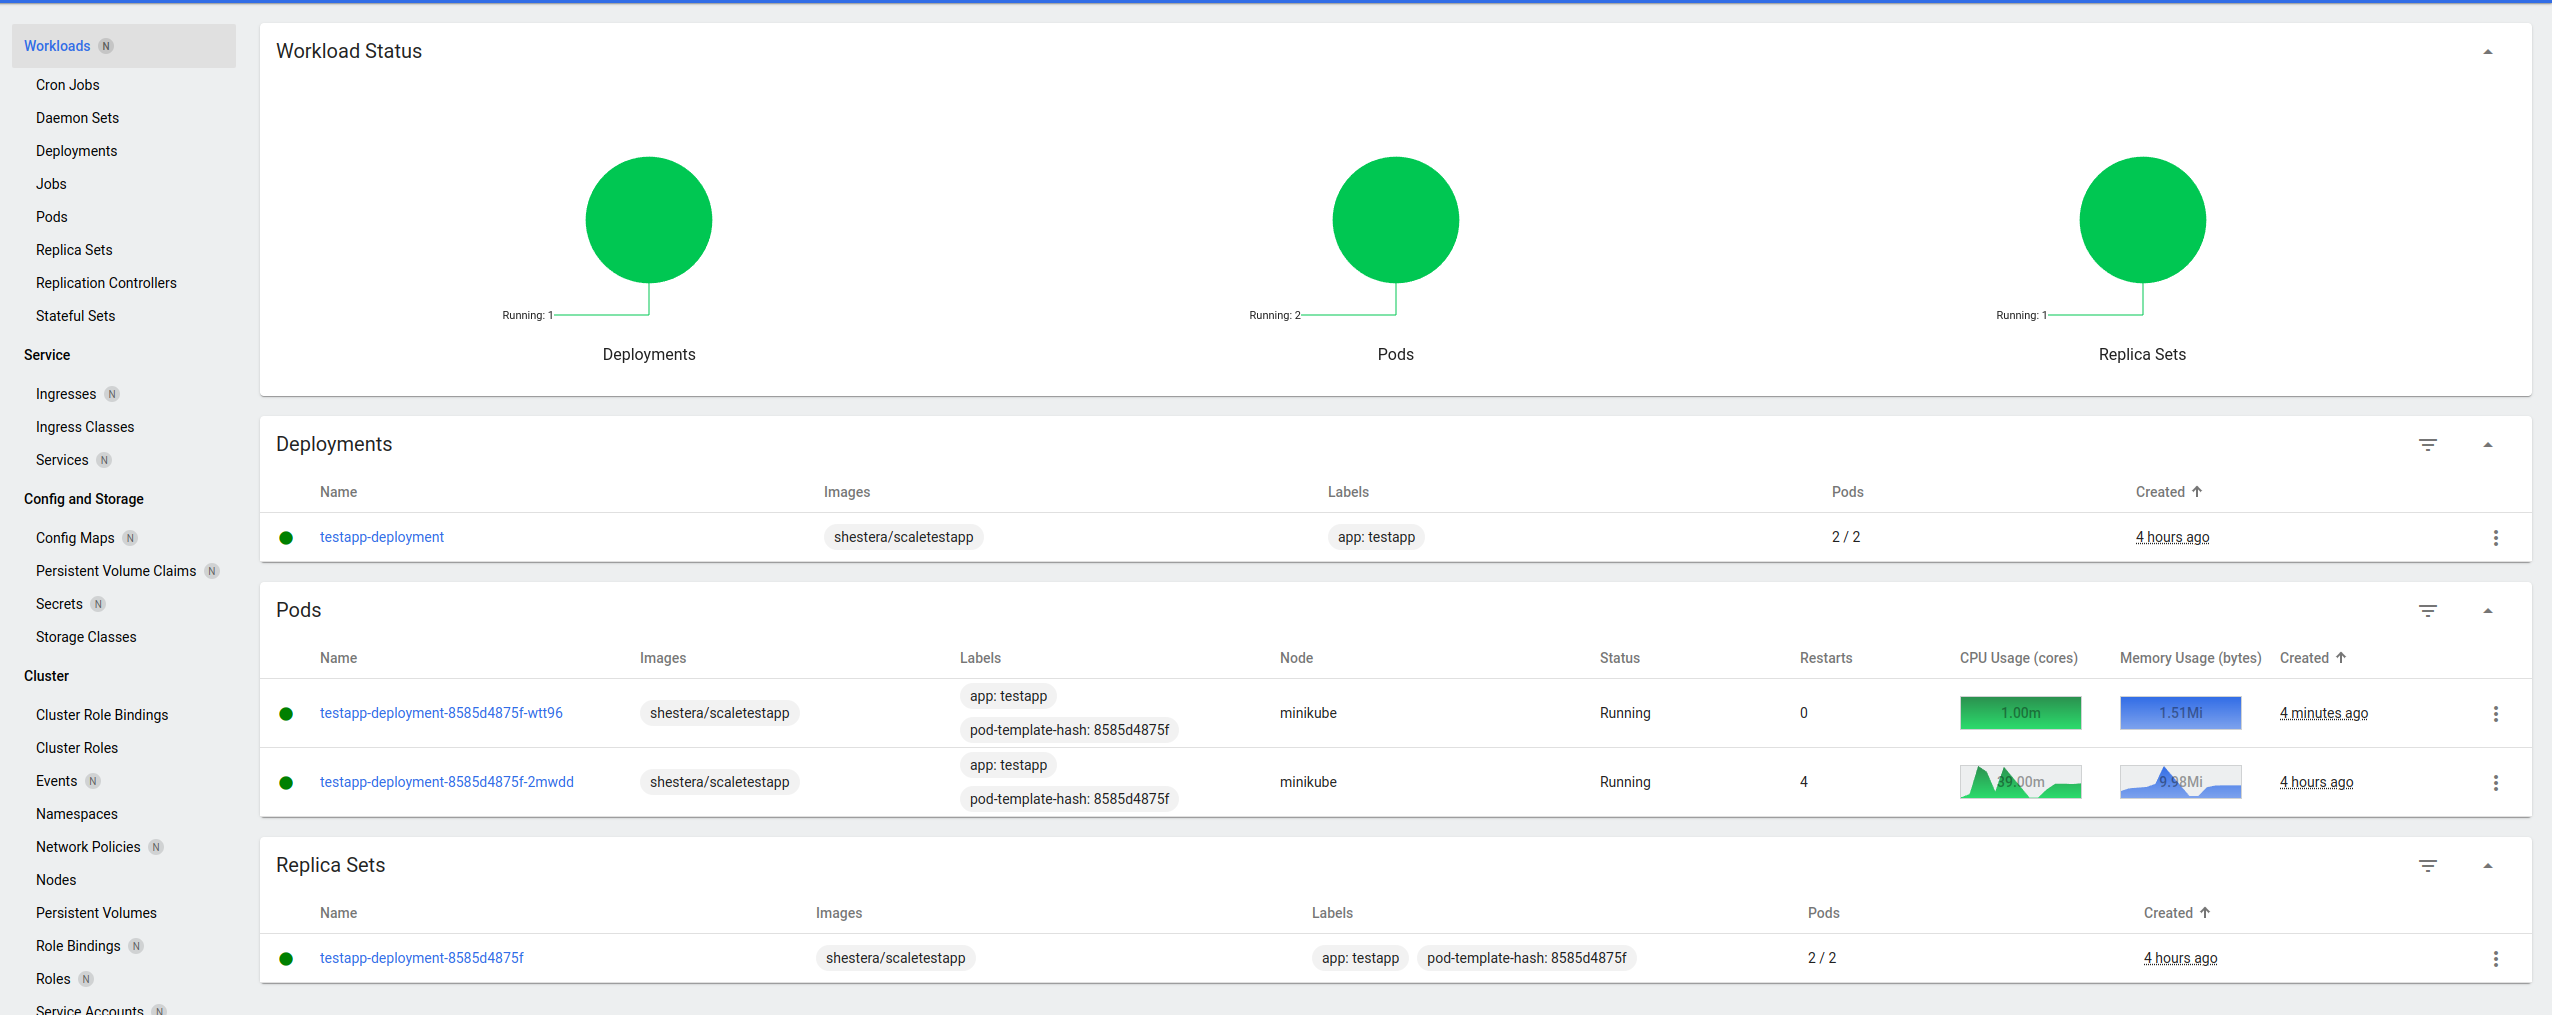 Workloads N
Cron Jobs
Daemon Sets
Deployments
Jobs
Pods
Replica Sets
Replication Controllers
Stateful Sets
Service
Ingresses N
Ingress Classes
Services N
Config and Storage
Config Maps N
Persistent Volume Claims N
Secrets N
Storage Classes
Cluster
Cluster Role Bindings
Cluster Roles
Events N
Namespaces
Network Policies N
Nodes
Persistent Volumes
Role Bindings N
Roles N
Service Accounts N
Workload Status
Running: 1 Running: 2 Running: 1
Deployments Pods Replica Sets
Deployments
Name Images Labels Pods Created
testapp-deployment shestera/scaletestapp app: testapp 2 / 2 4 hours ago
Pods
Name Images Labels Node Status Restarts CPU Usage (cores) Memory Usage (bytes) Created
app: testapp
testapp-deployment-8585d4875f-wtt96 shestera/scaletestapp minikube Running 0 1.00m 1.51Mi 4 minutes ago
pod-template-hash: 8585d4875f
app: testapp
testapp-deployment-8585d4875f-2mwdd shestera/scaletestapp minikube Running 4 39.00m 9.98Mi 4 hours ago
pod-template-hash: 8585d4875f
Replica Sets
Name Images Labels Pods Created
testapp-deployment-8585d4875f shestera/scaletestapp app: testapp pod-template-hash: 8585d4875f 2 / 2 4 hours ago